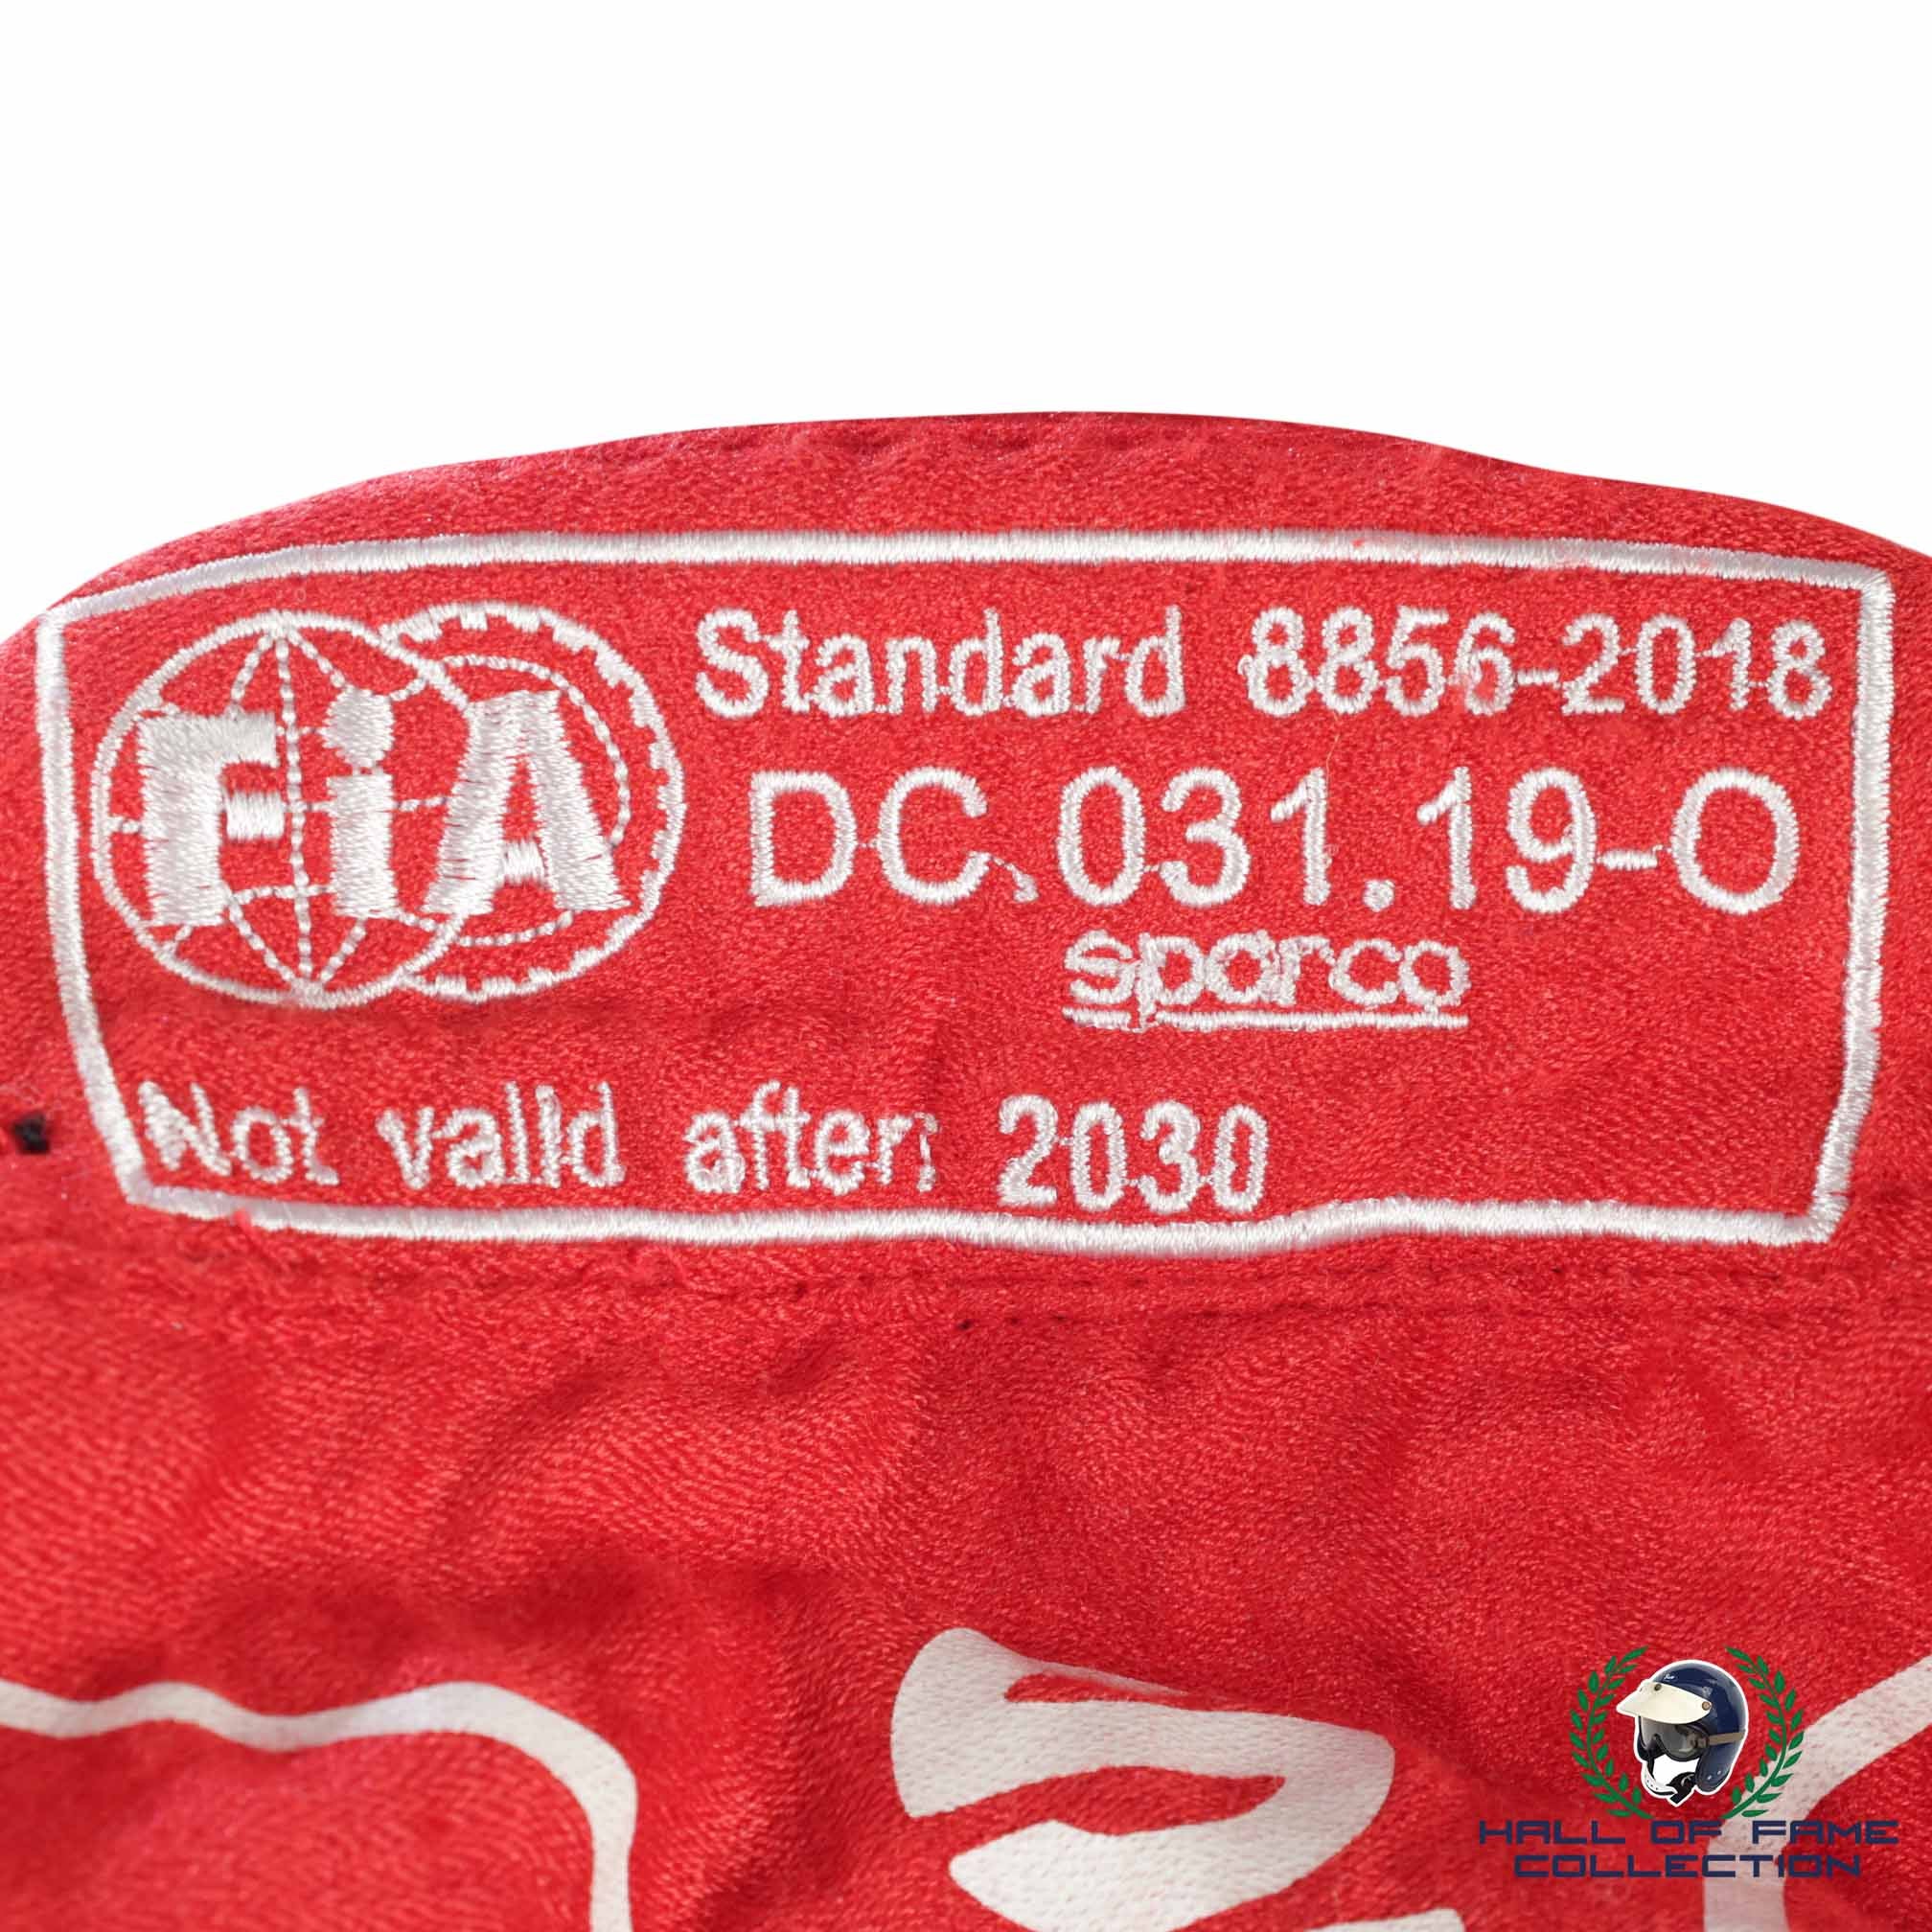 FiA
Standard 8856-2018
DC.031.19-O
sparco
Not valid after: 2030
HALL OF FAME
COLLECTION